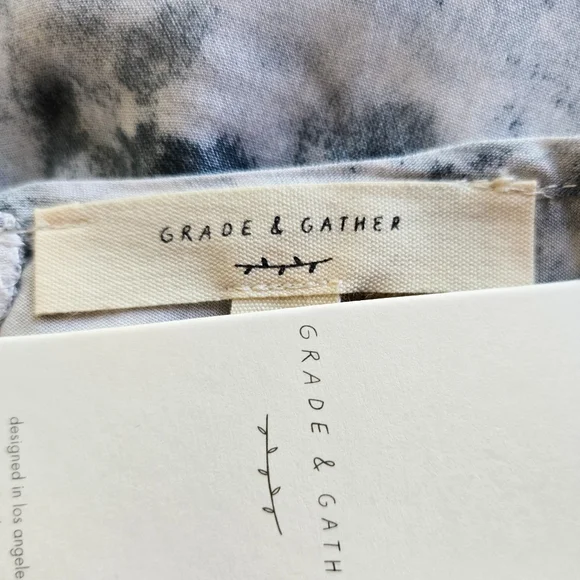 GRADE & GATHER
GRADE & GATH
designed in los angele